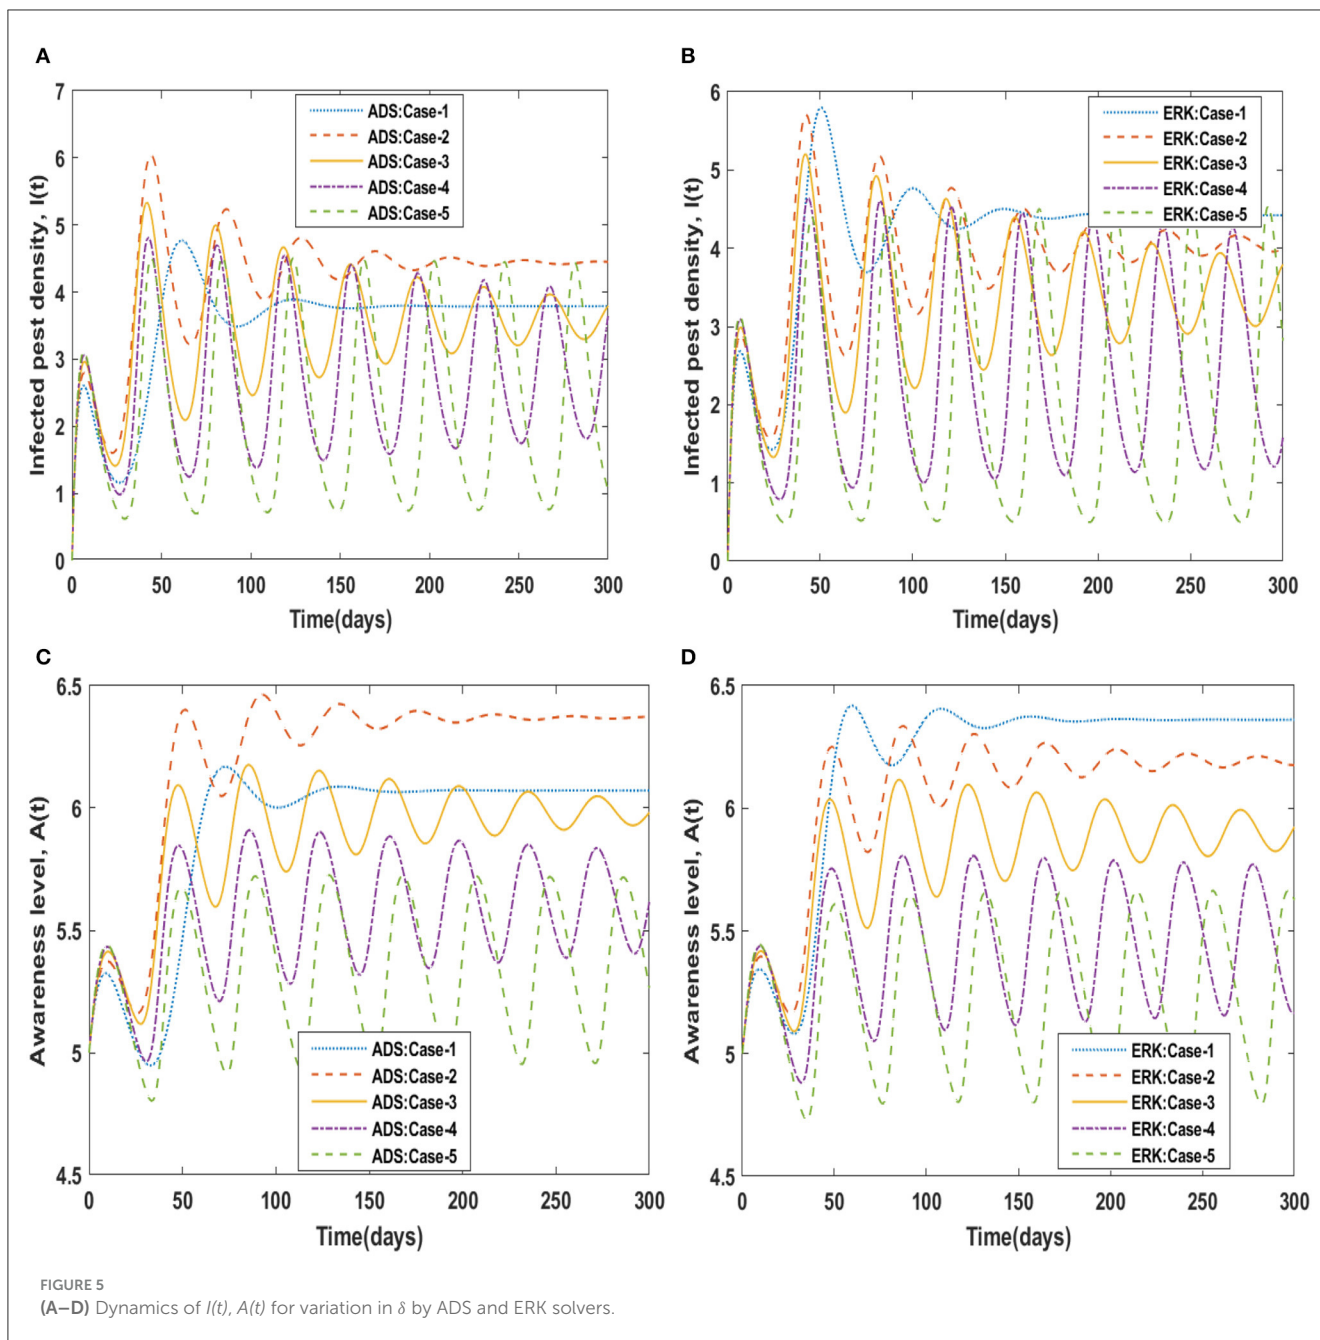 A
7
6
5
4
3
2
1
0
Infected pest density, I(t)
ADS:Case-1
ADS:Case-2
ADS:Case-3
ADS:Case-4
ADS:Case-5
0 50 100 150 200 250 300
Time(days)
B
6
5
4
3
2
1
0
Infected pest density, I(t)
ERK:Case-1
ERK:Case-2
ERK:Case-3
ERK:Case-4
ERK:Case-5
0 50 100 150 200 250 300
Time(days)
C
6.5
6
5.5
5
4.5
Awareness level, A(t)
ADS:Case-1
ADS:Case-2
ADS:Case-3
ADS:Case-4
ADS:Case-5
0 50 100 150 200 250 300
Time(days)
D
6.5
6
5.5
5
4.5
Awareness level, A(t)
ERK:Case-1
ERK:Case-2
ERK:Case-3
ERK:Case-4
ERK:Case-5
0 50 100 150 200 250 300
Time(days)
FIGURE 5
(A–D) Dynamics of I(t), A(t) for variation in δ by ADS and ERK solvers.